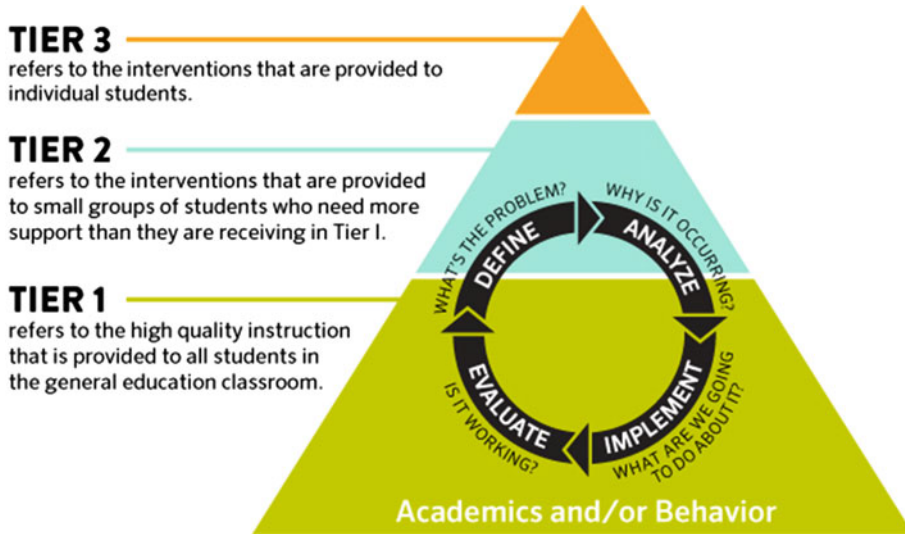 TIER 3
refers to the interventions that are provided to
individual students.
TIER 2
refers to the interventions that are provided
to small groups of students who need more
support than they are receiving in Tier I.
TIER 1
refers to the high quality instruction
that is provided to all students in
the general education classroom.
WHAT'S THE PROBLEM?
DEFINE
WHY IS IT OCCURRING?
ANALYZE
IMPLEMENT
WHAT ARE WE GOING
TO DO ABOUT IT?
EVALUATE
IS IT WORKING?
Academics and/or Behavior